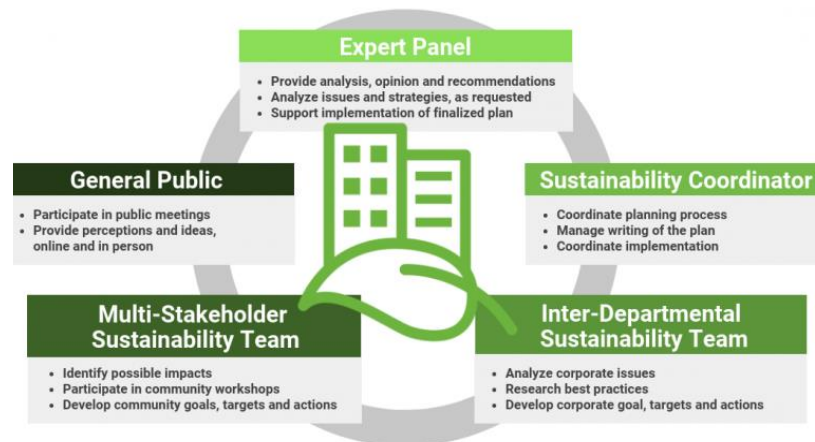 Expert Panel
• Provide analysis, opinion and recommendations
• Analyze issues and strategies, as requested
• Support implementation of finalized plan
General Public
• Participate in public meetings
• Provide perceptions and ideas,
online and in person
Sustainability Coordinator
• Coordinate planning process
• Manage writing of the plan
• Coordinate implementation
Multi-Stakeholder
Sustainability Team
• Identify possible impacts
• Participate in community workshops
• Develop community goals, targets and actions
Inter-Departmental
Sustainability Team
• Analyze corporate issues
• Research best practices
• Develop corporate goal, targets and actions